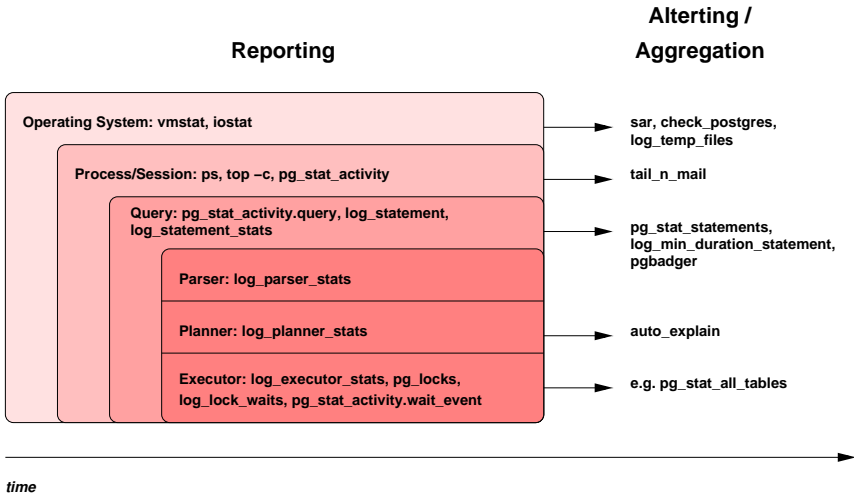 Alterting /
Reporting
Aggregation
Operating System: vmstat, iostat
sar, check_postgres,
log_temp_files
Process/Session: ps, top −c, pg_stat_activity
tail_n_mail
Query: pg_stat_activity.query, log_statement,
log_statement_stats
pg_stat_statements,
log_min_duration_statement,
pgbadger
Parser: log_parser_stats
Planner: log_planner_stats
auto_explain
Executor: log_executor_stats, pg_locks,
log_lock_waits, pg_stat_activity.wait_event
e.g. pg_stat_all_tables
time